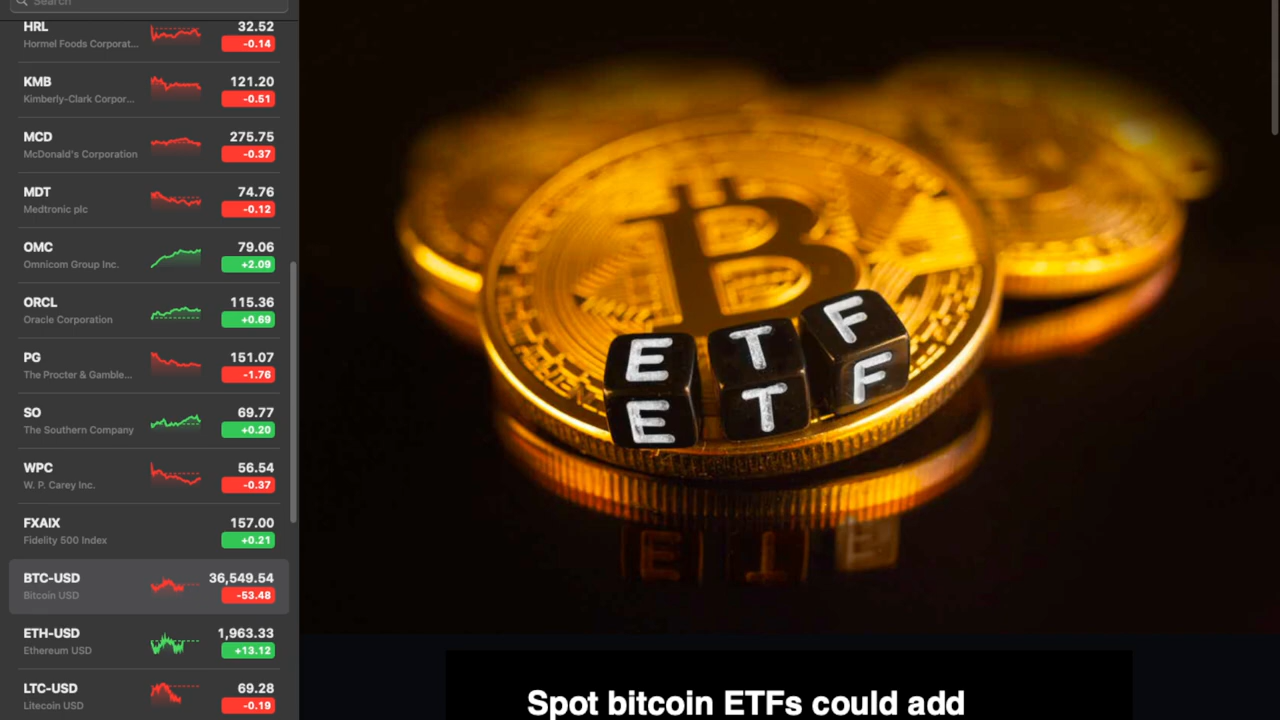 Search
HRL 32.52
Hormel Foods Corporat... -0.14
KMB 121.20
Kimberly-Clark Corpor... -0.51
MCD 275.75
McDonald's Corporation -0.37
MDT 74.76
Medtronic plc -0.12
OMC 79.06
Omnicom Group Inc. +2.09
ORCL 115.36
Oracle Corporation +0.69
PG 151.07
The Procter & Gamble... -1.76
SO 69.77
The Southern Company +0.20
WPC 56.54
W. P. Carey Inc. -0.37
FXAIX 157.00
Fidelity 500 Index +0.21
BTC-USD 36,549.54
Bitcoin USD -53.48
ETH-USD 1,963.33
Ethereum USD +13.12
LTC-USD 69.28
Litecoin USD -0.19
B
E T F
E T F
E T E
Spot bitcoin ETFs could add